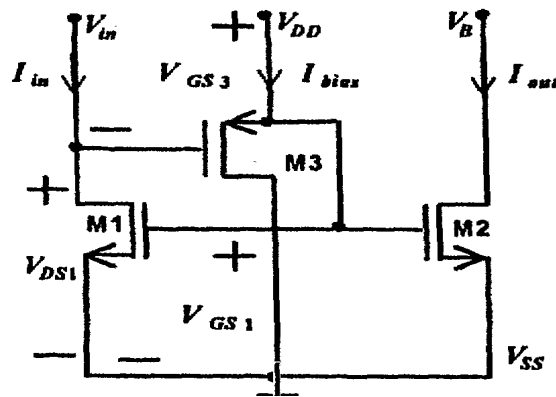 V_in
V_DD
V_B
I_in
V_GS3
I_bias
I_out
M3
M1
M2
V_DS1
V_GS1
V_SS